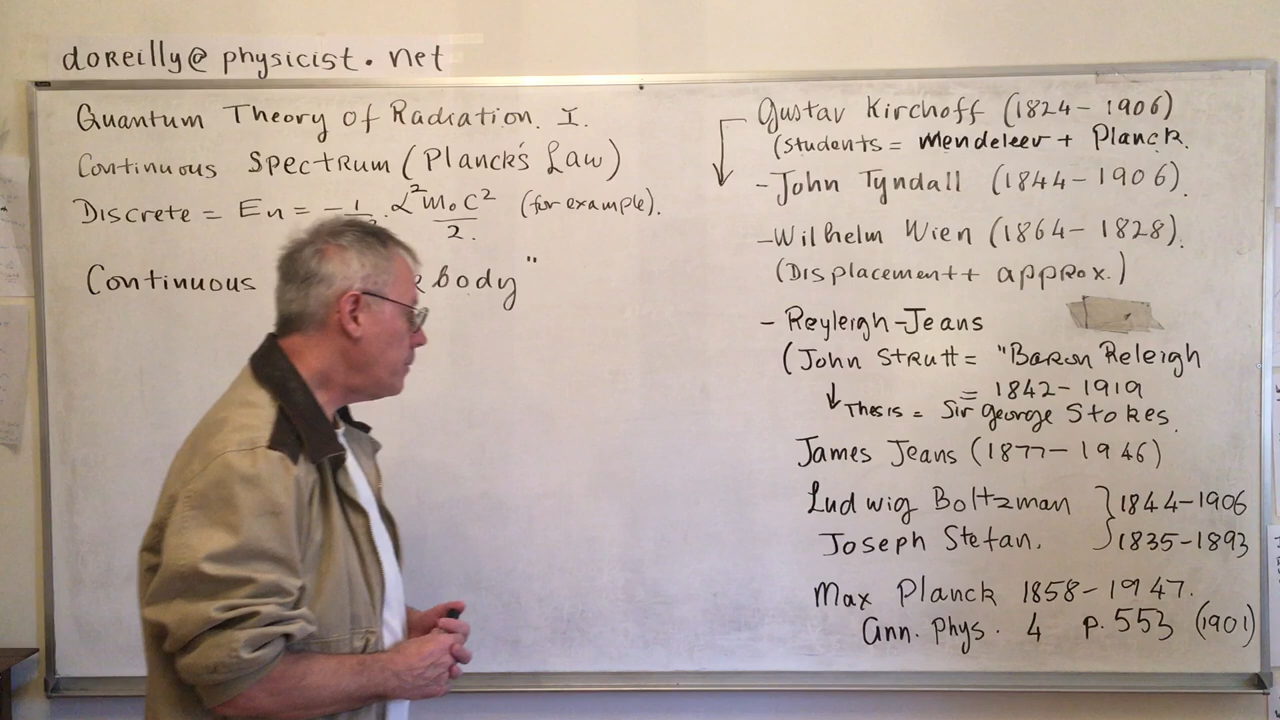 doReilly@physicist.net
Quantum Theory of Radiation. I.
Continuous Spectrum (Planck's Law)
Discrete = En = -1 . α²m₀c²/2. (for example).
Continuous body"
Gustav Kirchoff (1824-1906)
(Students = Mendeleev + Planck.
- John Tyndall (1844-1906).
- Wilhelm Wien (1864-1828).
(Displacement + approx.)
- Reyleigh-Jeans
(John Strutt = "Baron Releigh
= 1842-1919
↓ Thesis = Sir George Stokes.
James Jeans (1877-1946)
Ludwig Boltzman } 1844-1906
Joseph Stefan. } 1835-1893
Max Planck 1858-1947.
Ann. Phys. 4 p. 553 (1901)